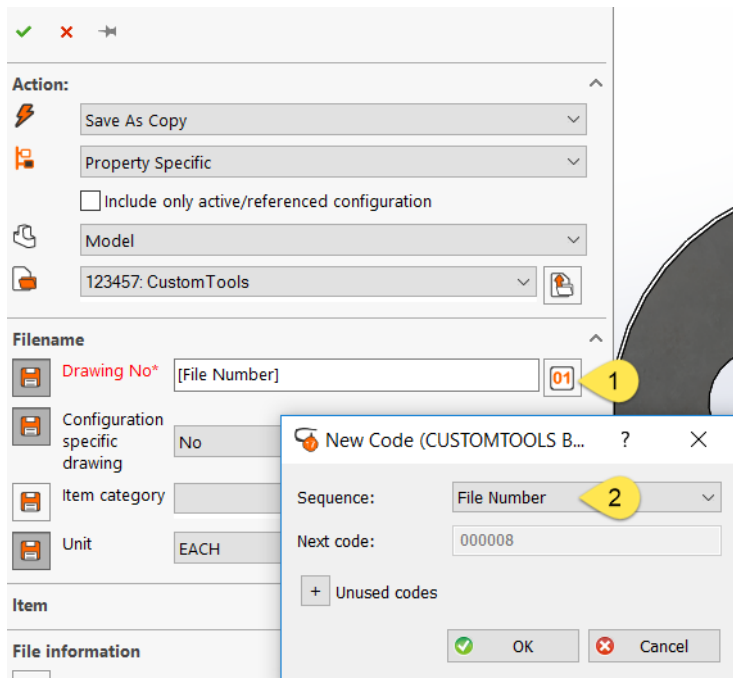 Action:
Save As Copy
Property Specific
Include only active/referenced configuration
Model
123457: CustomTools
Filename
Drawing No*
[File Number]
01
1
Configuration
specific
drawing
No
New Code (CUSTOMTOOLS B...
?
Item category
Sequence:
File Number
2
Unit
EACH
Next code:
000008
+ Unused codes
Item
OK
Cancel
File information